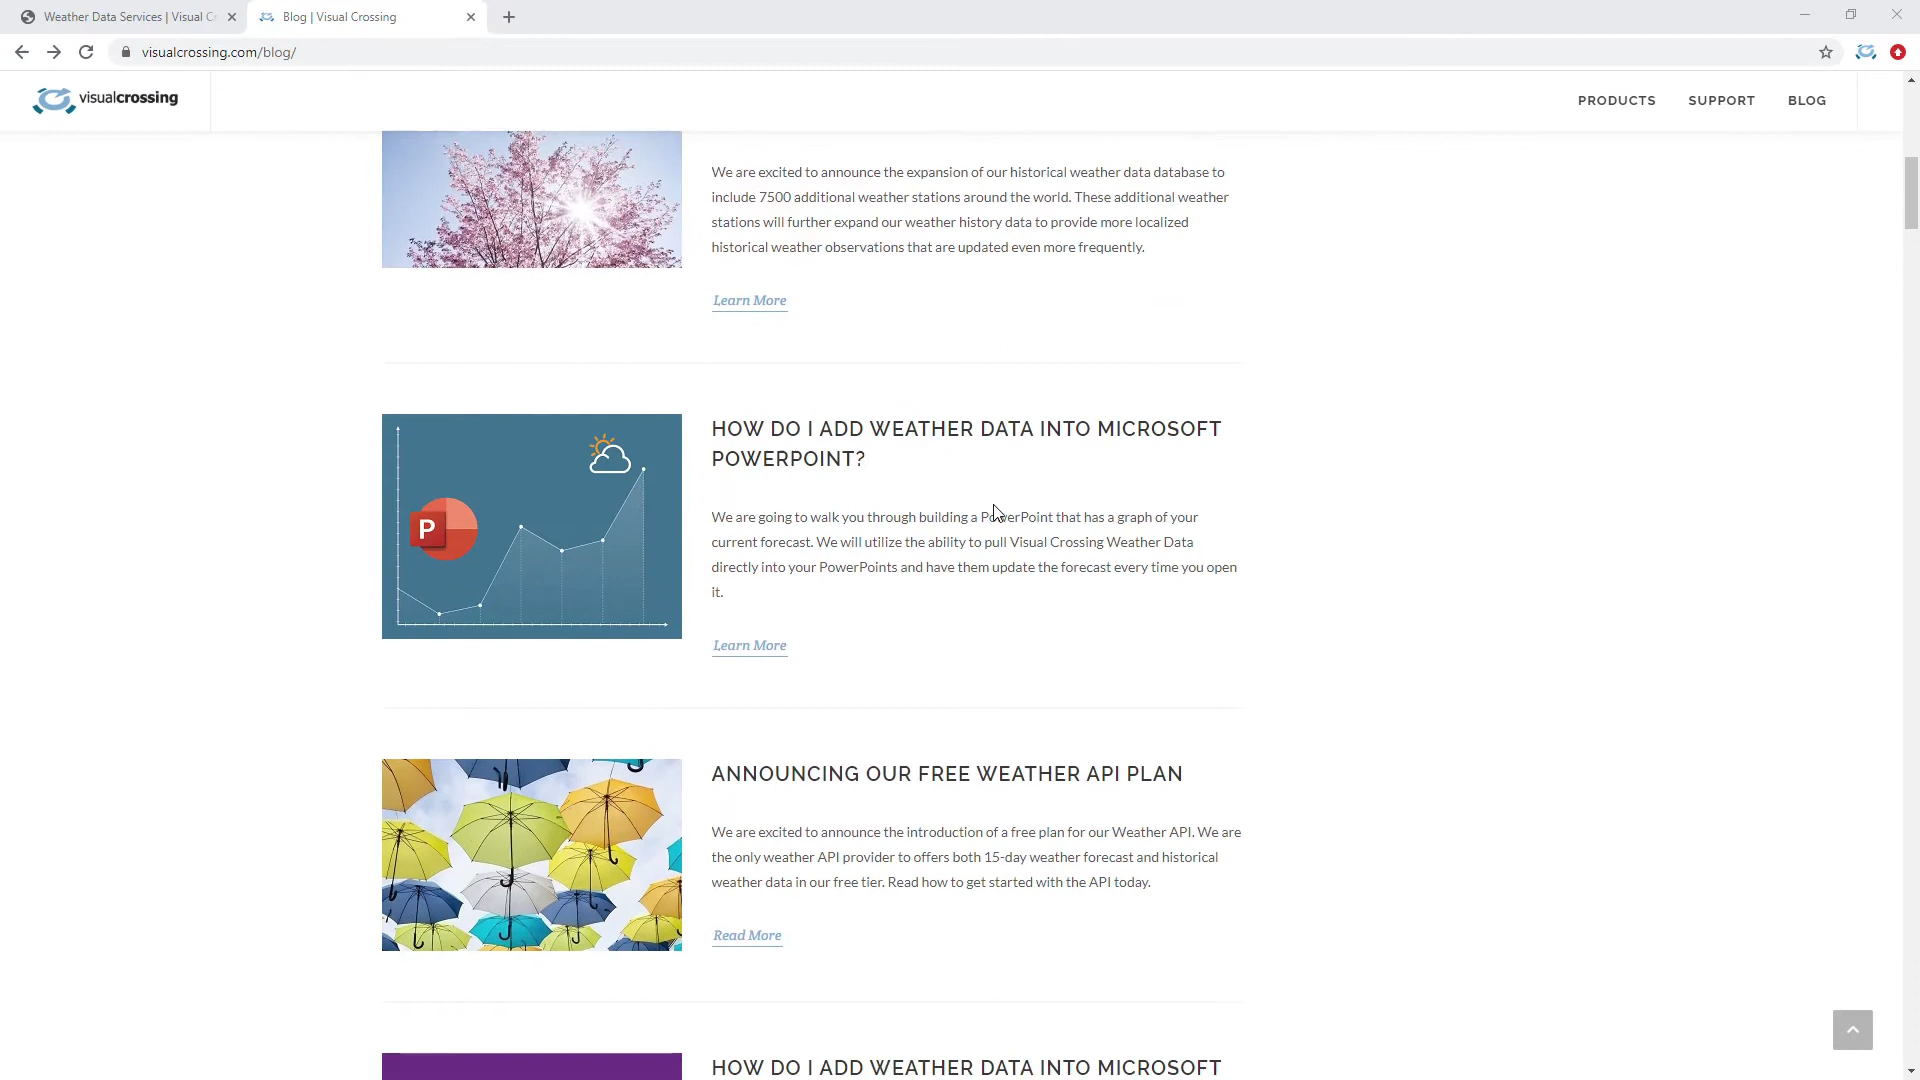 Weather Data Services | Visual C
Blog | Visual Crossing
visualcrossing.com/blog/
visualcrossing
PRODUCTS
SUPPORT
BLOG
We are excited to announce the expansion of our historical weather data database to
include 7500 additional weather stations around the world. These additional weather
stations will further expand our weather history data to provide more localized
historical weather observations that are updated even more frequently.
Learn More
HOW DO I ADD WEATHER DATA INTO MICROSOFT
POWERPOINT?
P
We are going to walk you through building a PowerPoint that has a graph of your
current forecast. We will utilize the ability to pull Visual Crossing Weather Data
directly into your PowerPoints and have them update the forecast every time you open
it.
Learn More
ANNOUNCING OUR FREE WEATHER API PLAN
We are excited to announce the introduction of a free plan for our Weather API. We are
the only weather API provider to offers both 15-day weather forecast and historical
weather data in our free tier. Read how to get started with the API today.
Read More
HOW DO I ADD WEATHER DATA INTO MICROSOFT